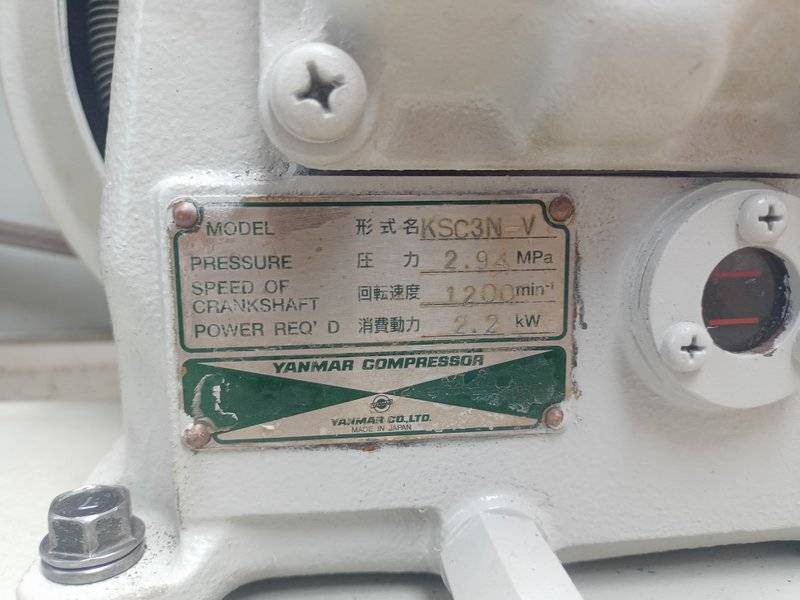 MODEL 形式名 KSC3N-V
PRESSURE 圧力 2.94 MPa
SPEED OF CRANKSHAFT 回転速度 1200 min⁻¹
POWER REQ'D 消費動力 2.2 kW
YANMAR COMPRESSOR
YANMAR CO.,LTD.
MADE IN JAPAN